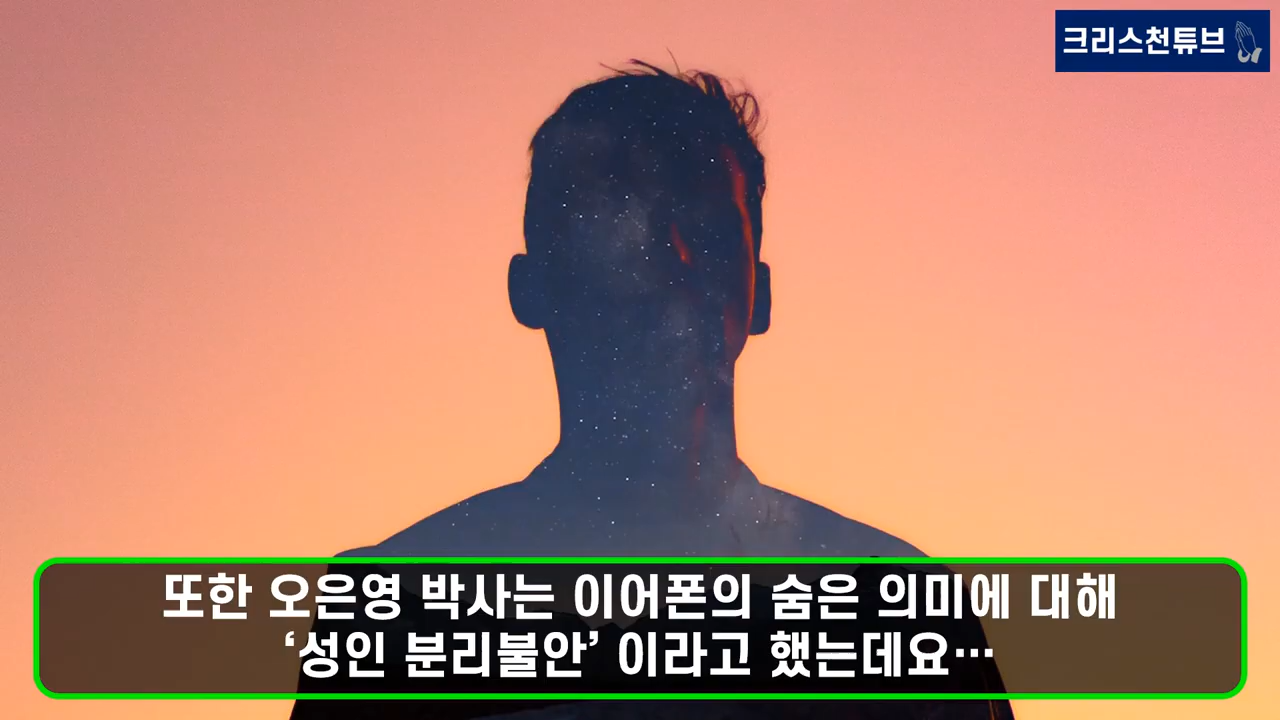 크리스천튜브
또한 오은영 박사는 이어폰의 숨은 의미에 대해
‘성인 분리불안’ 이라고 했는데요…